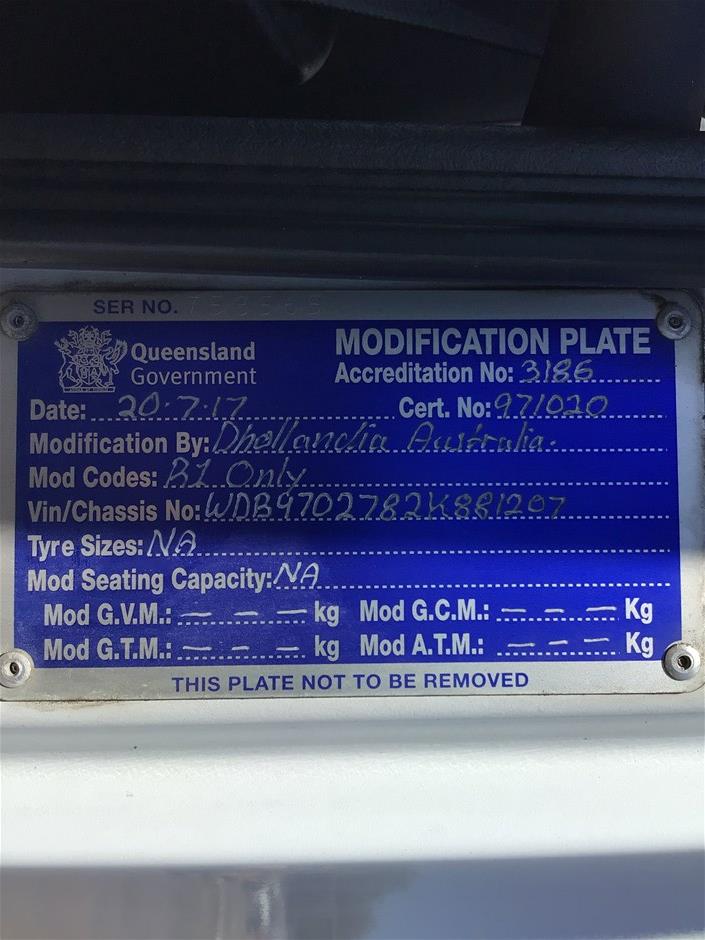 SER NO.
Queensland Government
MODIFICATION PLATE
Accreditation No: 3186
Date: 20.7.17 Cert. No: 971020
Modification By: Dhollandia Australia.
Mod Codes: R1 Only
Vin/Chassis No: WDB9702782K881207
Tyre Sizes: NA
Mod Seating Capacity: NA
Mod G.V.M.: — — — kg Mod G.C.M.: — — — Kg
Mod G.T.M.: — — — kg Mod A.T.M.: — — — Kg
THIS PLATE NOT TO BE REMOVED